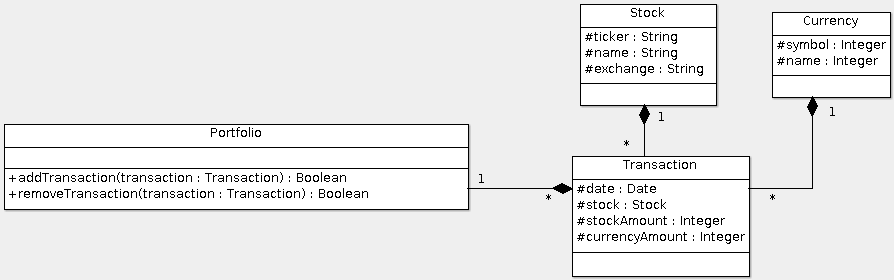 Stock
#ticker : String
#name : String
#exchange : String
1
*
Currency
#symbol : Integer
#name : Integer
1
*
Portfolio
+addTransaction(transaction : Transaction) : Boolean
+removeTransaction(transaction : Transaction) : Boolean
1
*
Transaction
#date : Date
#stock : Stock
#stockAmount : Integer
#currencyAmount : Integer